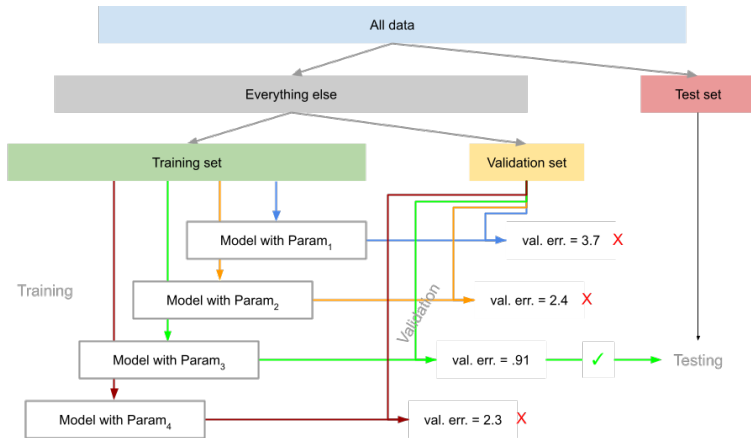 All data
Everything else
Test set
Training set
Validation set
Model with Param₁
val. err. = 3.7 X
Training
Model with Param₂
Validation
val. err. = 2.4 X
Model with Param₃
val. err. = .91 ✓
Testing
Model with Param₄
val. err. = 2.3 X